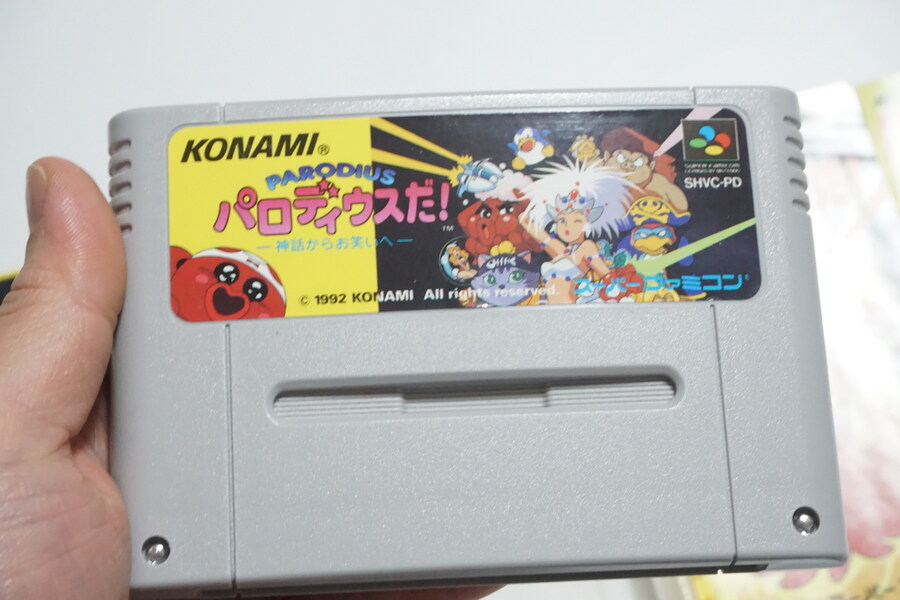 KONAMI®
PARODIUS
パロディウスだ!
TM
―神話からお笑いへ―
© 1992 KONAMI All rights reserved.
SHVC-PD
スーパーファミコン